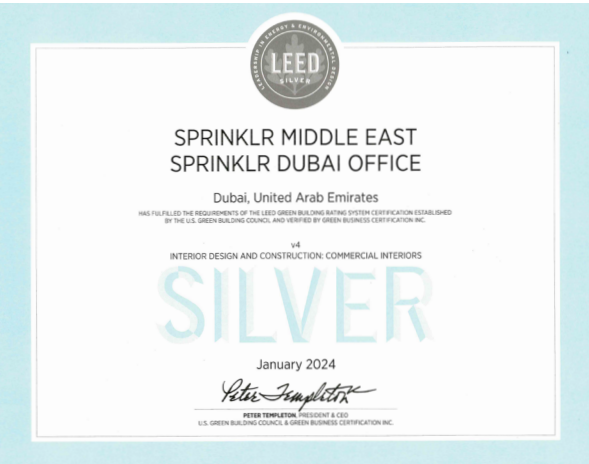 LEADERSHIP IN ENERGY & ENVIRONMENTAL DESIGN
LEED
SILVER
SPRINKLR MIDDLE EAST
SPRINKLR DUBAI OFFICE
Dubai, United Arab Emirates
HAS FULFILLED THE REQUIREMENTS OF THE LEED GREEN BUILDING RATING SYSTEM CERTIFICATION ESTABLISHED
BY THE U.S. GREEN BUILDING COUNCIL AND VERIFIED BY GREEN BUSINESS CERTIFICATION INC.
v4
INTERIOR DESIGN AND CONSTRUCTION: COMMERCIAL INTERIORS
SILVER
January 2024
Peter Templeton
PETER TEMPLETON, PRESIDENT & CEO
U.S. GREEN BUILDING COUNCIL & GREEN BUSINESS CERTIFICATION INC.